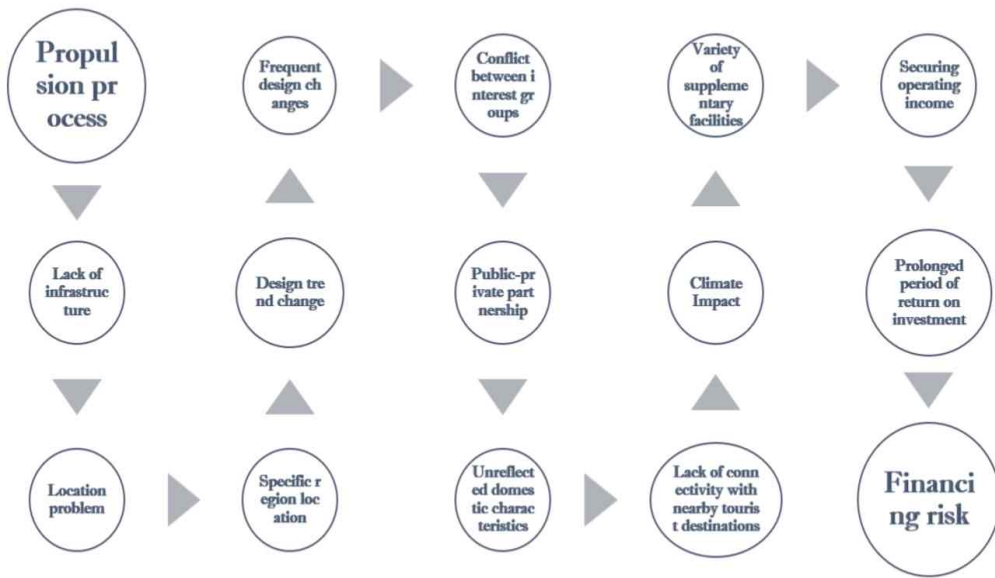 Propul
sion pr
ocess
Lack of
infrastruc
ture
Location
problem
Specific r
egion loc
ation
Design tre
nd change
Frequent
design ch
anges
Conflict
between i
nterest gr
oups
Public-pr
ivate part
nership
Unreflect
ed domes
tic charac
teristics
Lack of conn
ectivity with
nearby touris
t destinations
Climate
Impact
Variety
of
suppleme
ntary
facilities
Securing
operating
income
Prolonged
period of
return on
investment
Financi
ng risk